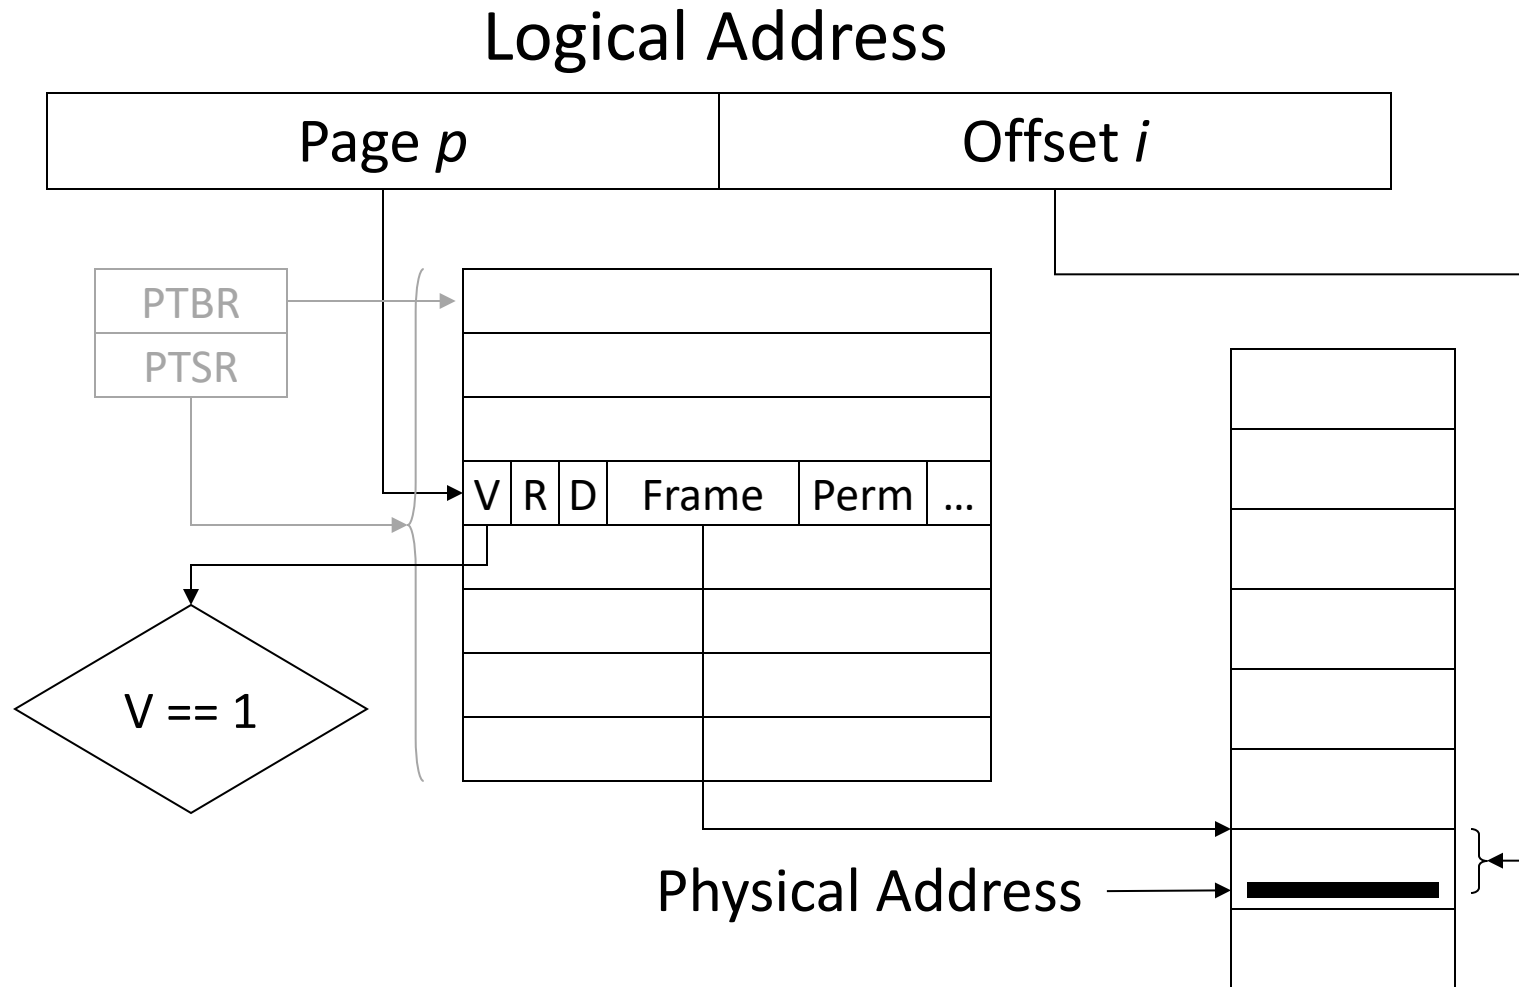 Logical Address
Page p
Offset i
PTBR
PTSR
V R D Frame Perm ...
V == 1
Physical Address